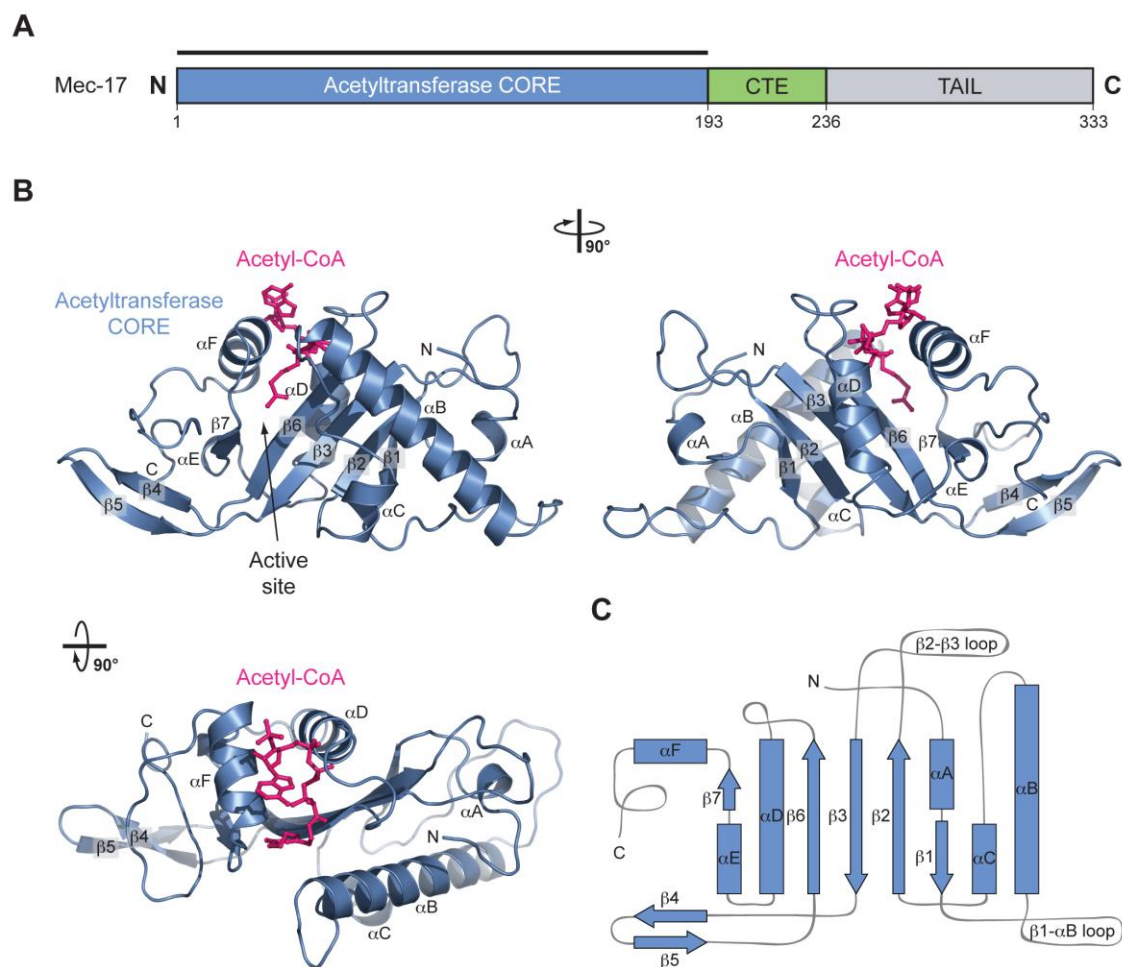 A
Mec-17 N Acetyltransferase CORE CTE TAIL C
1 193 236 333
B
90°
Acetyl-CoA
Acetyltransferase
CORE
αF
N
αD
αB
β7
β6
αA
β3
β1
β2
C
αE
β4
β5
αC
Active
site
Acetyl-CoA
αF
N
αD
β3
αB
αA
β6
β7
β2
β1
αE
β4
C
β5
αC
90°
Acetyl-CoA
C
αD
αF
αA
β4
β5
N
αB
αC
C
β2-β3 loop
N
αF
αA
αB
β7
αD
β6
β3
β2
β1
C
αE
αC
β4
β1-αB loop
β5